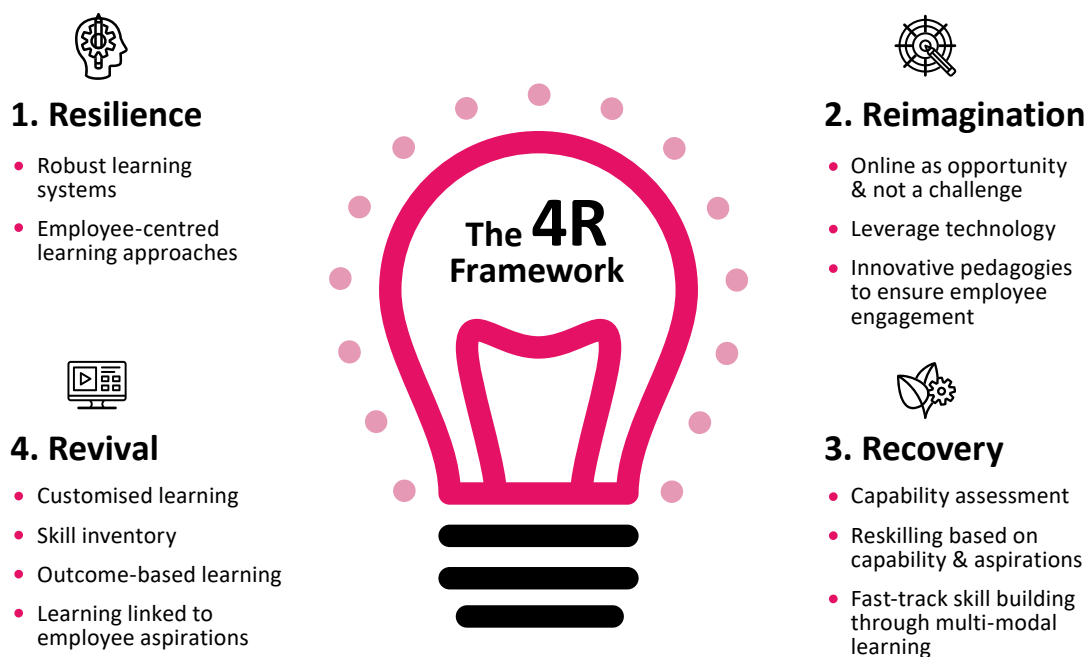 1. Resilience
• Robust learning
systems
• Employee-centred
learning approaches
The 4R
Framework
2. Reimagination
• Online as opportunity
& not a challenge
• Leverage technology
• Innovative pedagogies
to ensure employee
engagement
4. Revival
• Customised learning
• Skill inventory
• Outcome-based learning
• Learning linked to
employee aspirations
3. Recovery
• Capability assessment
• Reskilling based on
capability & aspirations
• Fast-track skill building
through multi-modal
learning